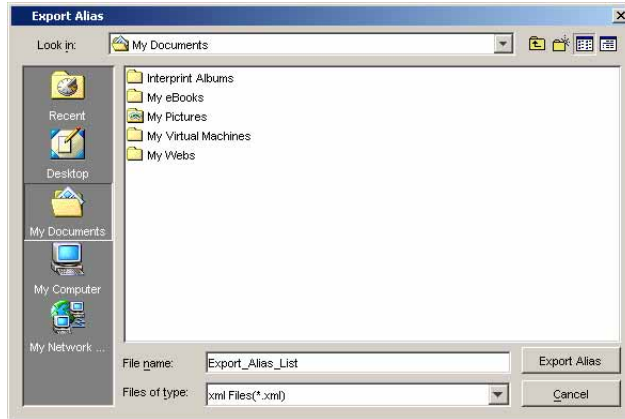 Export Alias
Look in: My Documents
Recent
Desktop
My Documents
My Computer
My Network ...
Interprint Albums
My eBooks
My Pictures
My Virtual Machines
My Webs
File name: Export_Alias_List Export Alias
Files of type: xml Files(*.xml) Cancel